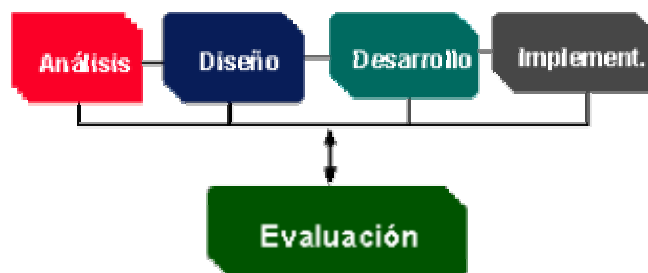 Análisis
Diseño
Desarrollo
Implement.
Evaluación